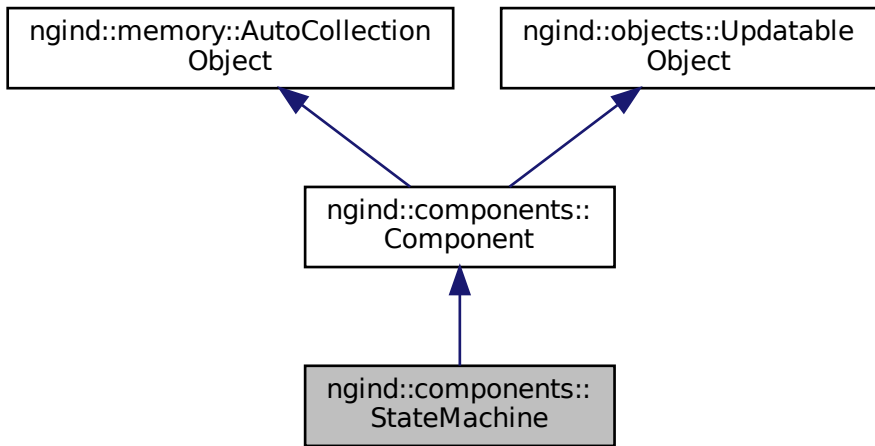 ngind::memory::AutoCollection
Object
ngind::objects::Updatable
Object
ngind::components::
Component
ngind::components::
StateMachine